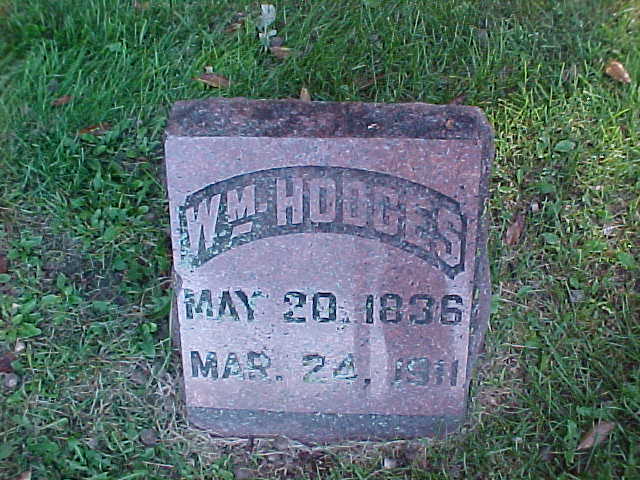 WM. HODGES
MAY 20, 1836
MAR. 24, 1911